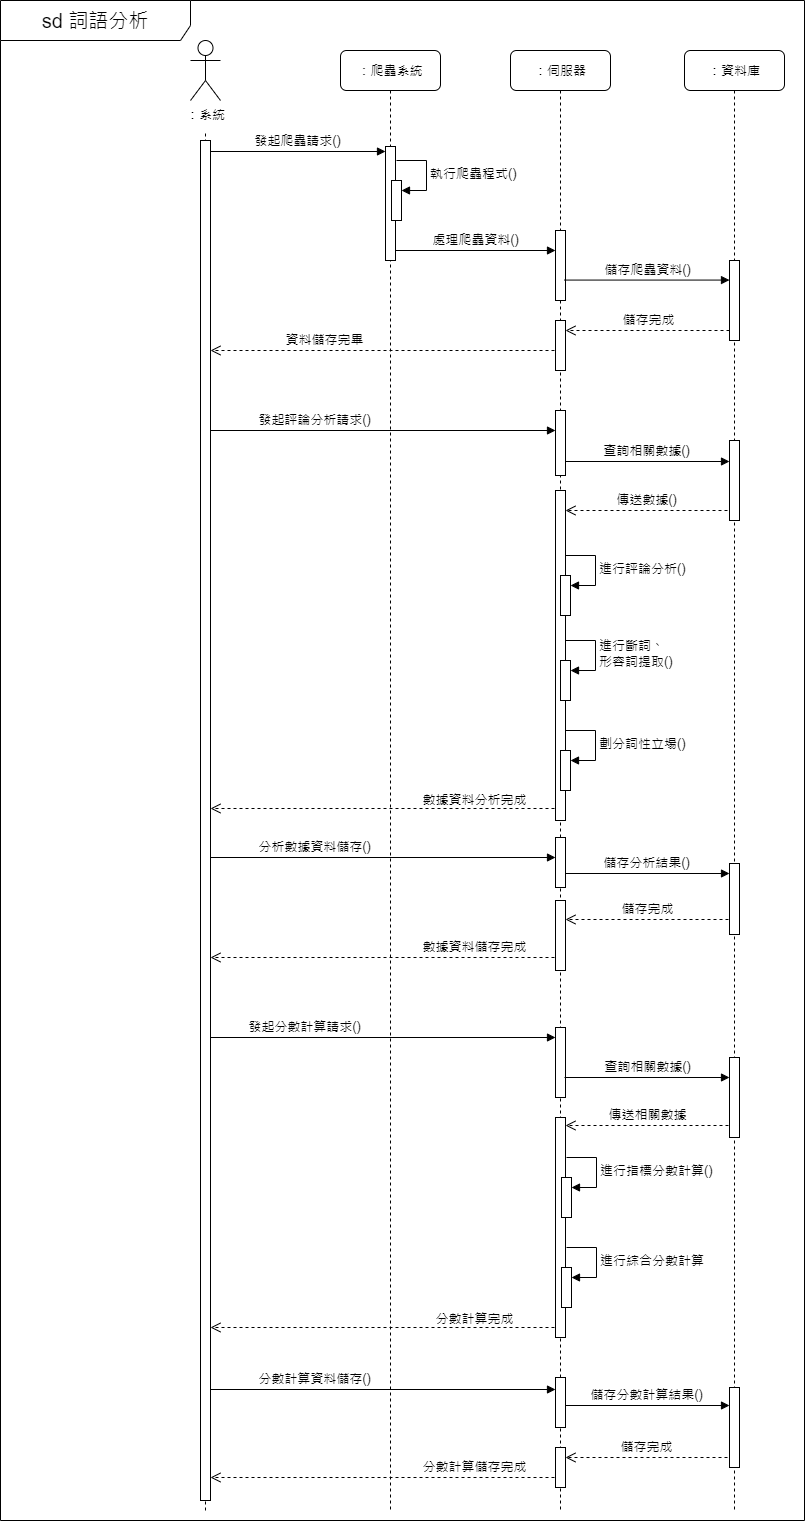 sd 詞語分析
：爬蟲系統
：伺服器
：資料庫
：系統
發起爬蟲請求()
執行爬蟲程式()
處理爬蟲資料()
儲存爬蟲資料()
儲存完成
資料儲存完畢
發起評論分析請求()
查詢相關數據()
傳送數據()
進行評論分析()
進行斷詞、
形容詞提取()
劃分詞性立場()
數據資料分析完成
分析數據資料儲存()
儲存分析結果()
儲存完成
數據資料儲存完成
發起分數計算請求()
查詢相關數據()
傳送相關數據
進行指標分數計算()
進行綜合分數計算
分數計算完成
分數計算資料儲存()
儲存分數計算結果()
儲存完成
分數計算儲存完成